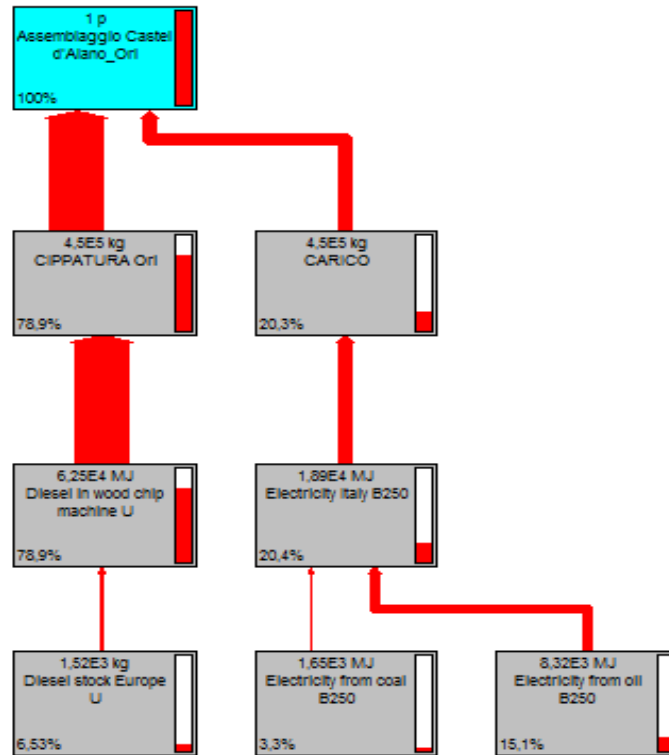 1 p
Assemblaggio Castel
d'Aiano_Ori
100%
4,5E5 kg
CIPPATURA Ori
78,9%
4,5E5 kg
CARICO
20,3%
6,25E4 MJ
Diesel in wood chip
machine U
78,9%
1,89E4 MJ
Electricity Italy B250
20,4%
1,52E3 kg
Diesel stock Europe
U
6,53%
1,65E3 MJ
Electricity from coal
B250
3,3%
8,32E3 MJ
Electricity from oil
B250
15,1%